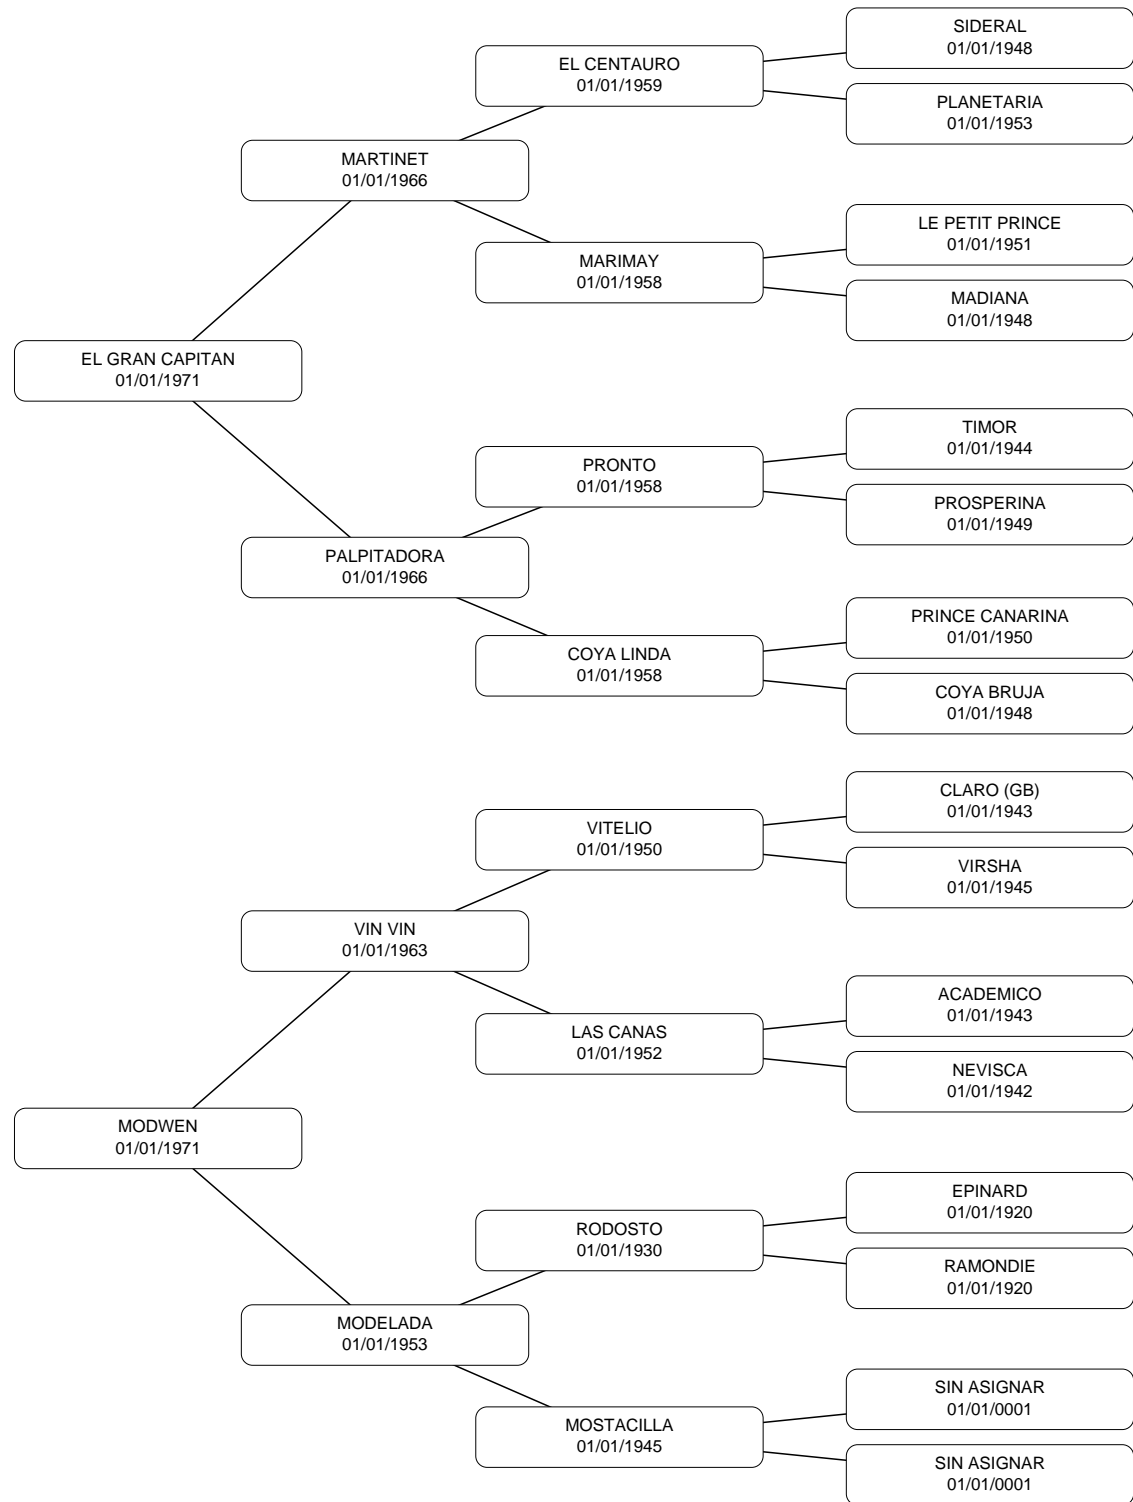 SIDERAL
01/01/1948
EL CENTAURO
01/01/1959
PLANETARIA
01/01/1953
MARTINET
01/01/1966
LE PETIT PRINCE
01/01/1951
MARIMAY
01/01/1958
MADIANA
01/01/1948
EL GRAN CAPITAN
01/01/1971
TIMOR
01/01/1944
PRONTO
01/01/1958
PROSPERINA
01/01/1949
PALPITADORA
01/01/1966
PRINCE CANARINA
01/01/1950
COYA LINDA
01/01/1958
COYA BRUJA
01/01/1948
CLARO (GB)
01/01/1943
VITELIO
01/01/1950
VIRSHA
01/01/1945
VIN VIN
01/01/1963
ACADEMICO
01/01/1943
LAS CANAS
01/01/1952
NEVISCA
01/01/1942
MODWEN
01/01/1971
EPINARD
01/01/1920
RODOSTO
01/01/1930
RAMONDIE
01/01/1920
MODELADA
01/01/1953
SIN ASIGNAR
01/01/0001
MOSTACILLA
01/01/1945
SIN ASIGNAR
01/01/0001